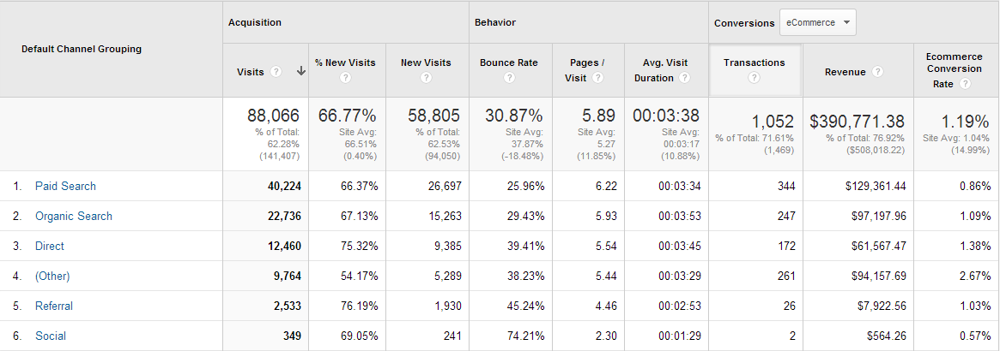 Acquisition Behavior Conversions eCommerce
Default Channel Grouping
Visits ? % New Visits ? New Visits ? Bounce Rate ? Pages / Visit ? Avg. Visit Duration ? Transactions ? Revenue ? Ecommerce Conversion Rate ?
88,066 66.77% 58,805 30.87% 5.89 00:03:38 1,052 $390,771.38 1.19%
% of Total: Site Avg: % of Total: Site Avg: Site Avg: Site Avg: % of Total: 71.61% % of Total: 76.92% Site Avg: 1.04%
62.28% 66.51% 62.53% 37.87% 5.27 00:03:17 (1,469) ($508,018.22) (14.99%)
(141,407) (0.40%) (94,050) (-18.48%) (11.85%) (10.88%)
1. Paid Search 40,224 66.37% 26,697 25.96% 6.22 00:03:34 344 $129,361.44 0.86%
2. Organic Search 22,736 67.13% 15,263 29.43% 5.93 00:03:53 247 $97,197.96 1.09%
3. Direct 12,460 75.32% 9,385 39.41% 5.54 00:03:45 172 $61,567.47 1.38%
4. (Other) 9,764 54.17% 5,289 38.23% 5.44 00:03:29 261 $94,157.69 2.67%
5. Referral 2,533 76.19% 1,930 45.24% 4.46 00:02:53 26 $7,922.56 1.03%
6. Social 349 69.05% 241 74.21% 2.30 00:01:29 2 $564.26 0.57%